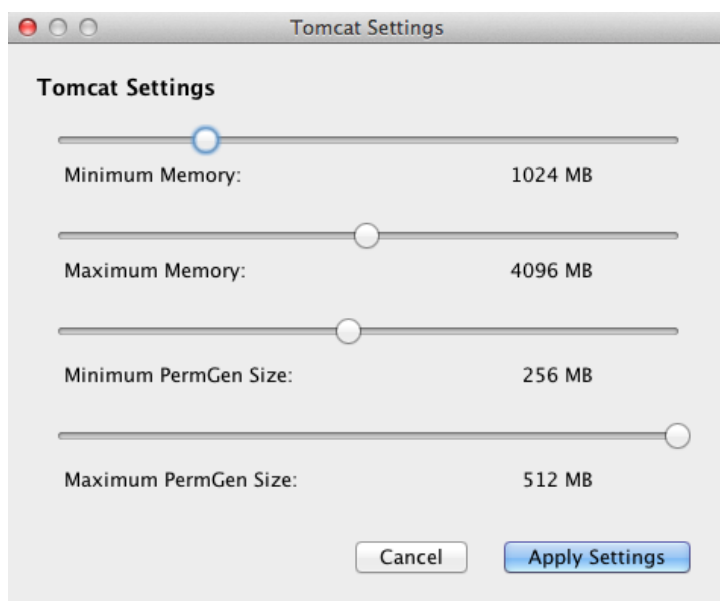 Tomcat Settings
Tomcat Settings
Minimum Memory: 1024 MB
Maximum Memory: 4096 MB
Minimum PermGen Size: 256 MB
Maximum PermGen Size: 512 MB
Cancel Apply Settings